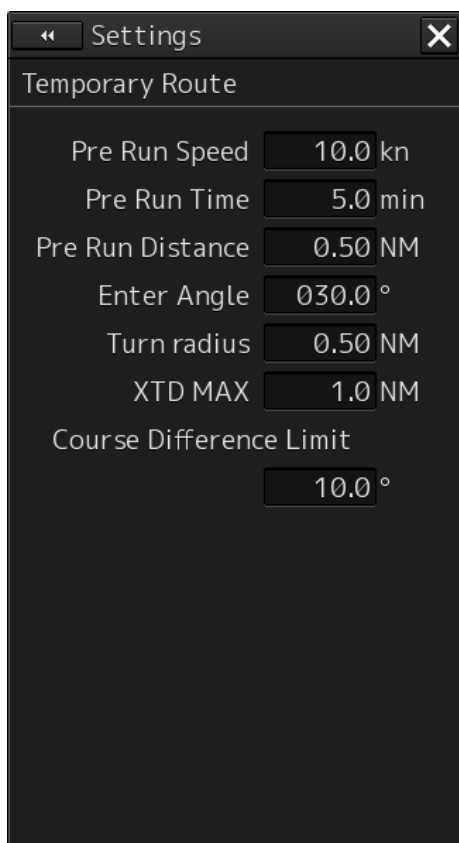 Settings
Temporary Route
Pre Run Speed 10.0 kn
Pre Run Time 5.0 min
Pre Run Distance 0.50 NM
Enter Angle 030.0 °
Turn radius 0.50 NM
XTD MAX 1.0 NM
Course Difference Limit
10.0 °